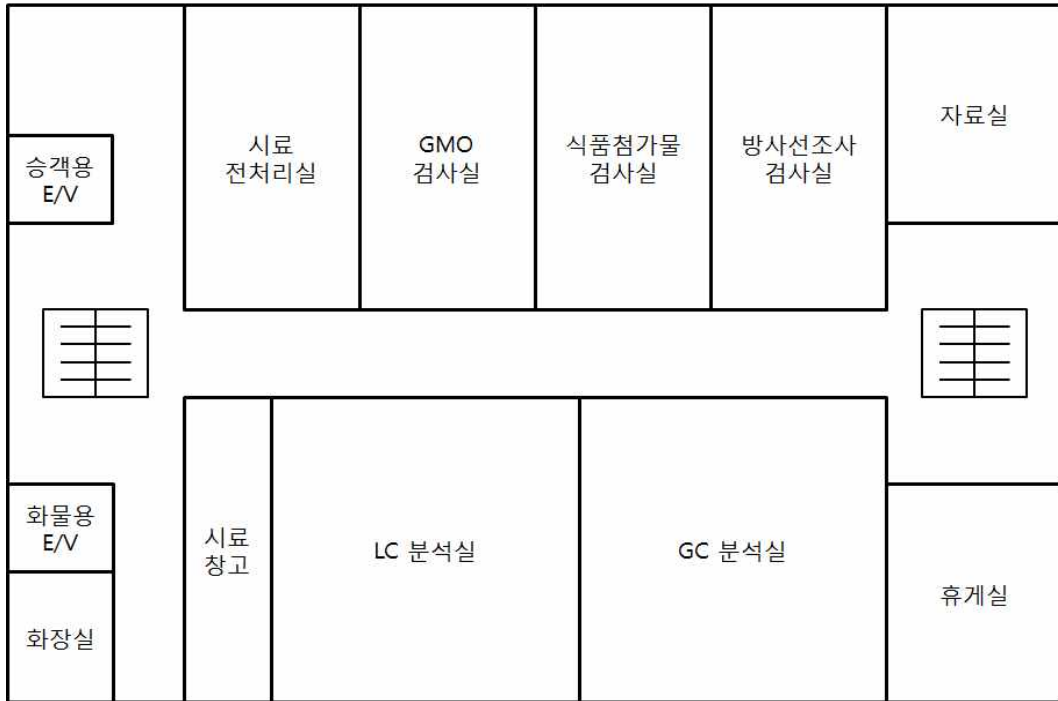 시료
전처리실
GMO
검사실
식품첨가물
검사실
방사선조사
검사실
자료실
승객용
E/V
화물용
E/V
화장실
시료
창고
LC 분석실
GC 분석실
휴게실